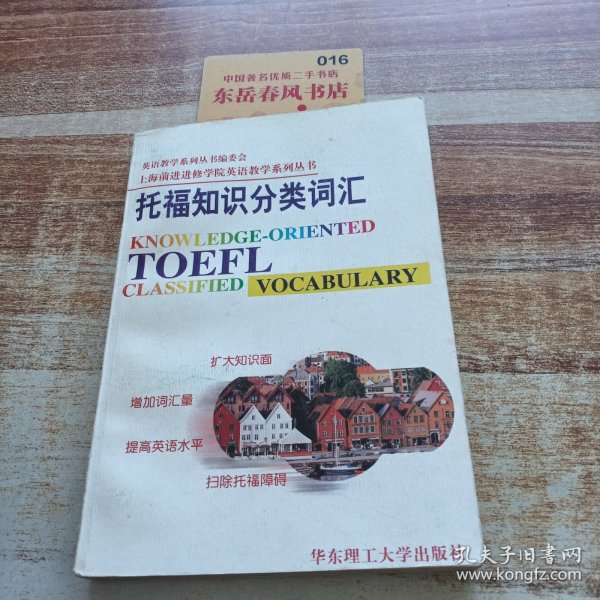 016
中国著名优质二手书店
东岳春风书店
英语教学系列丛书编委会
上海前进进修学院英语教学系列丛书
托福知识分类词汇
KNOWLEDGE-ORIENTED
TOEFL
CLASSIFIED VOCABULARY
扩大知识面
增加词汇量
提高英语水平
扫除托福障碍
华东理工大学出版社
孔夫子旧书网
www.kongfz.com